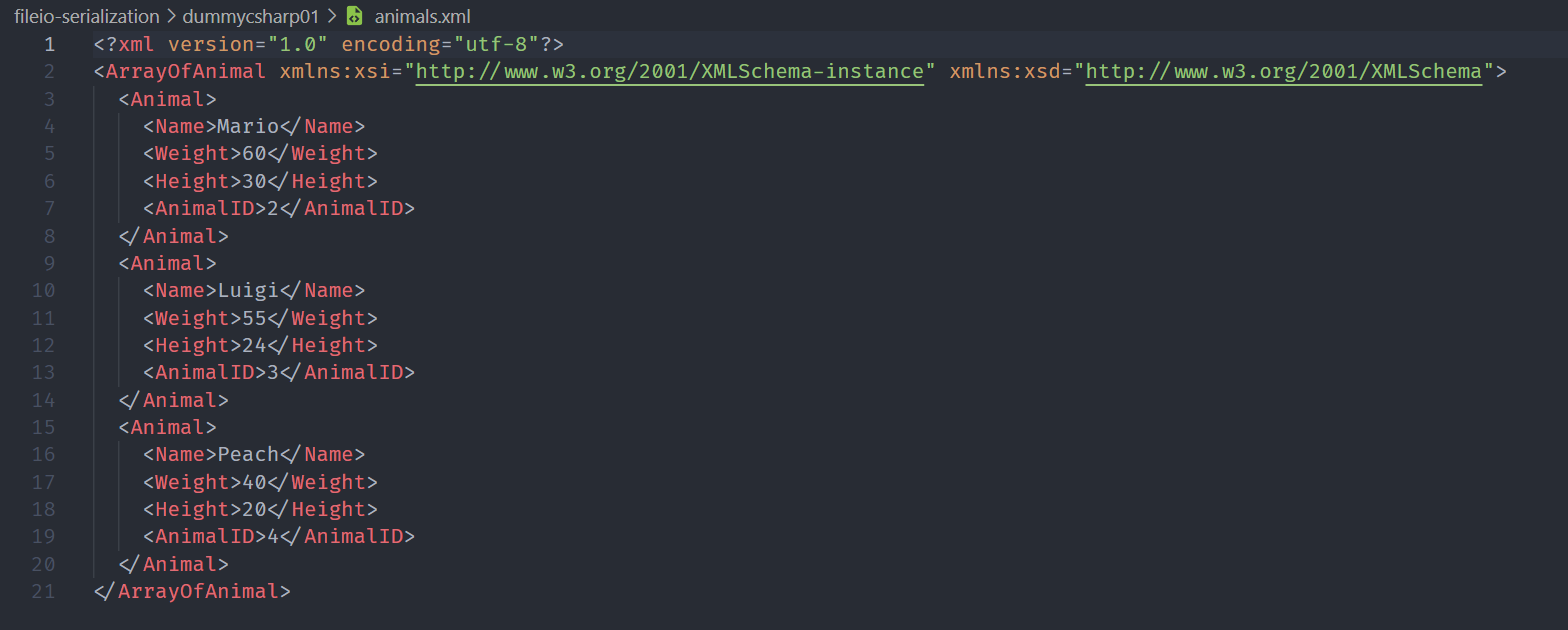 fileio-serialization > dummycsharp01 > animals.xml
1 <?xml version="1.0" encoding="utf-8"?>
2 <ArrayOfAnimal xmlns:xsi="http://www.w3.org/2001/XMLSchema-instance" xmlns:xsd="http://www.w3.org/2001/XMLSchema">
3 <Animal>
4 <Name>Mario</Name>
5 <Weight>60</Weight>
6 <Height>30</Height>
7 <AnimalID>2</AnimalID>
8 </Animal>
9 <Animal>
10 <Name>Luigi</Name>
11 <Weight>55</Weight>
12 <Height>24</Height>
13 <AnimalID>3</AnimalID>
14 </Animal>
15 <Animal>
16 <Name>Peach</Name>
17 <Weight>40</Weight>
18 <Height>20</Height>
19 <AnimalID>4</AnimalID>
20 </Animal>
21 </ArrayOfAnimal>